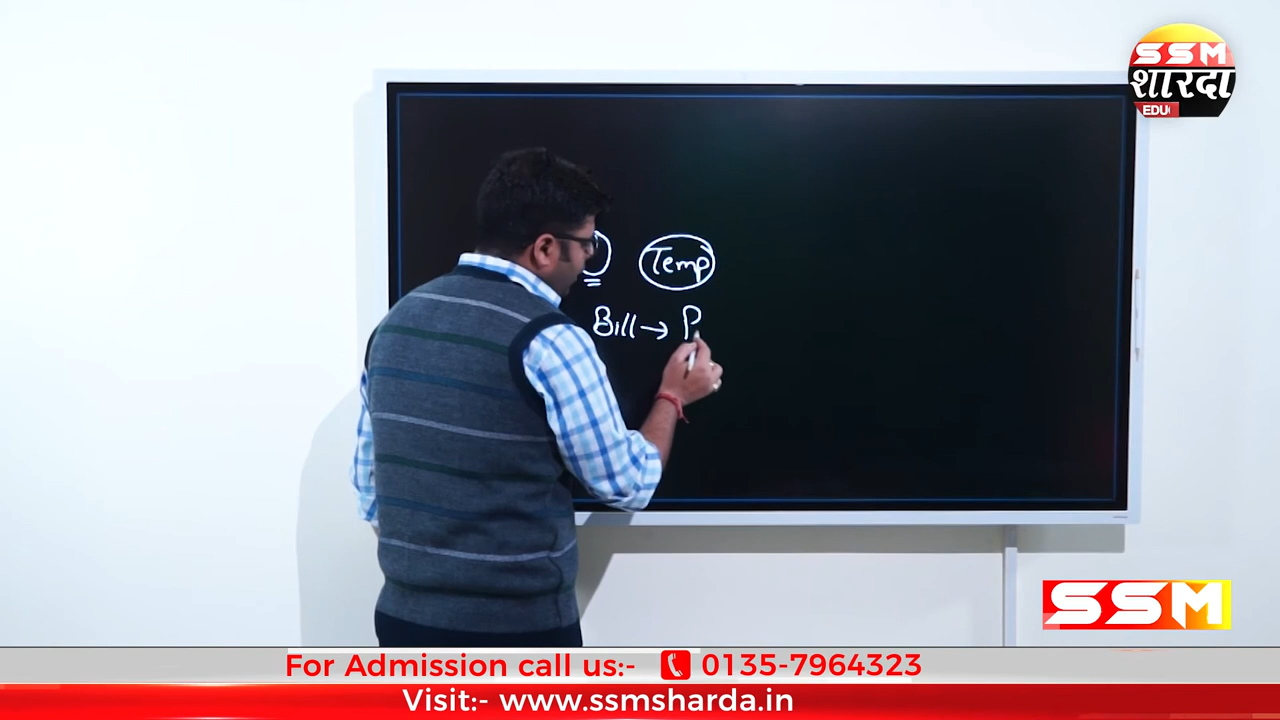 SSM
शारदा
EDU
Temp
Bill → P
SSM
For Admission call us:- 0135-7964323
Visit:- www.ssmsharda.in